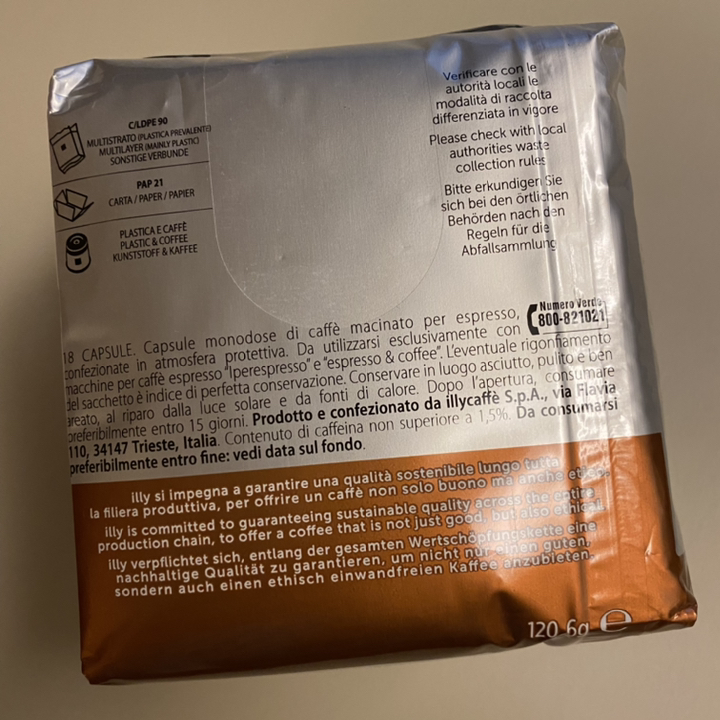 C/LDPE 90
MULTISTRATO (PLASTICA PREVALENTE)
MULTILAYER (MAINLY PLASTIC)
SONSTIGE VERBUNDE
PAP 21
CARTA / PAPER / PAPIER
PLASTICA E CAFFÈ
PLASTIC & COFFEE
KUNSTSTOFF & KAFFEE
Verificare con le
autorità locali le
modalità di raccolta
differenziata in vigore
Please check with local
authorities waste
collection rules
Bitte erkundigen Sie
sich bei den örtlichen
Behörden nach den
Regeln für die
Abfallsammlung
Numero Verde
800-821021
18 CAPSULE. Capsule monodose di caffè macinato per espresso,
confezionate in atmosfera protettiva. Da utilizzarsi esclusivamente con
macchine per caffè espresso "iperespresso" e "espresso & coffee". L'eventuale rigonfiamento
del sacchetto è indice di perfetta conservazione. Conservare in luogo asciutto, pulito e ben
areato, al riparo dalla luce solare e da fonti di calore. Dopo l'apertura, consumare
preferibilmente entro 15 giorni. Prodotto e confezionato da illycaffè S.p.A., via Flavia
110, 34147 Trieste, Italia. Contenuto di caffeina non superiore a 1,5%. Da consumarsi
preferibilmente entro fine: vedi data sul fondo.
illy si impegna a garantire una qualità sostenibile lungo tutta
la filiera produttiva, per offrire un caffè non solo buono ma anche etico.
illy is committed to guaranteeing sustainable quality across the entire
production chain, to offer a coffee that is not just good, but also ethical.
illy verpflichtet sich, entlang der gesamten Wertschöpfungskette eine
nachhaltige Qualität zu garantieren, um nicht nur einen guten,
sondern auch einen ethisch einwandfreien Kaffee anzubieten.
120,6g e